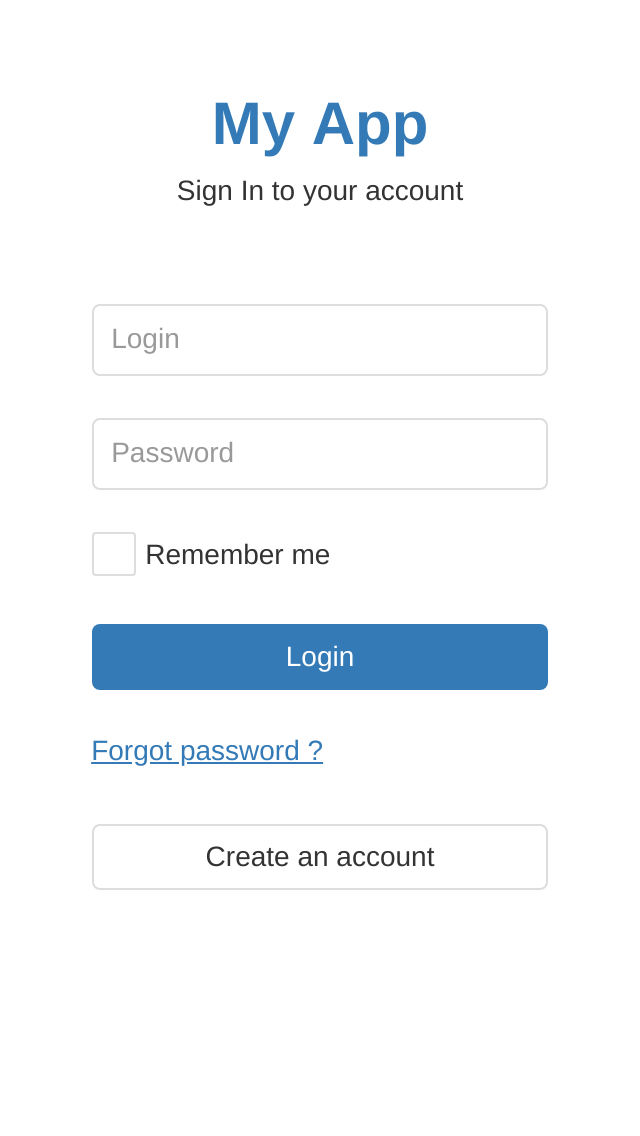 My App
Sign In to your account
Login
Password
Remember me
Login
Forgot password ?
Create an account